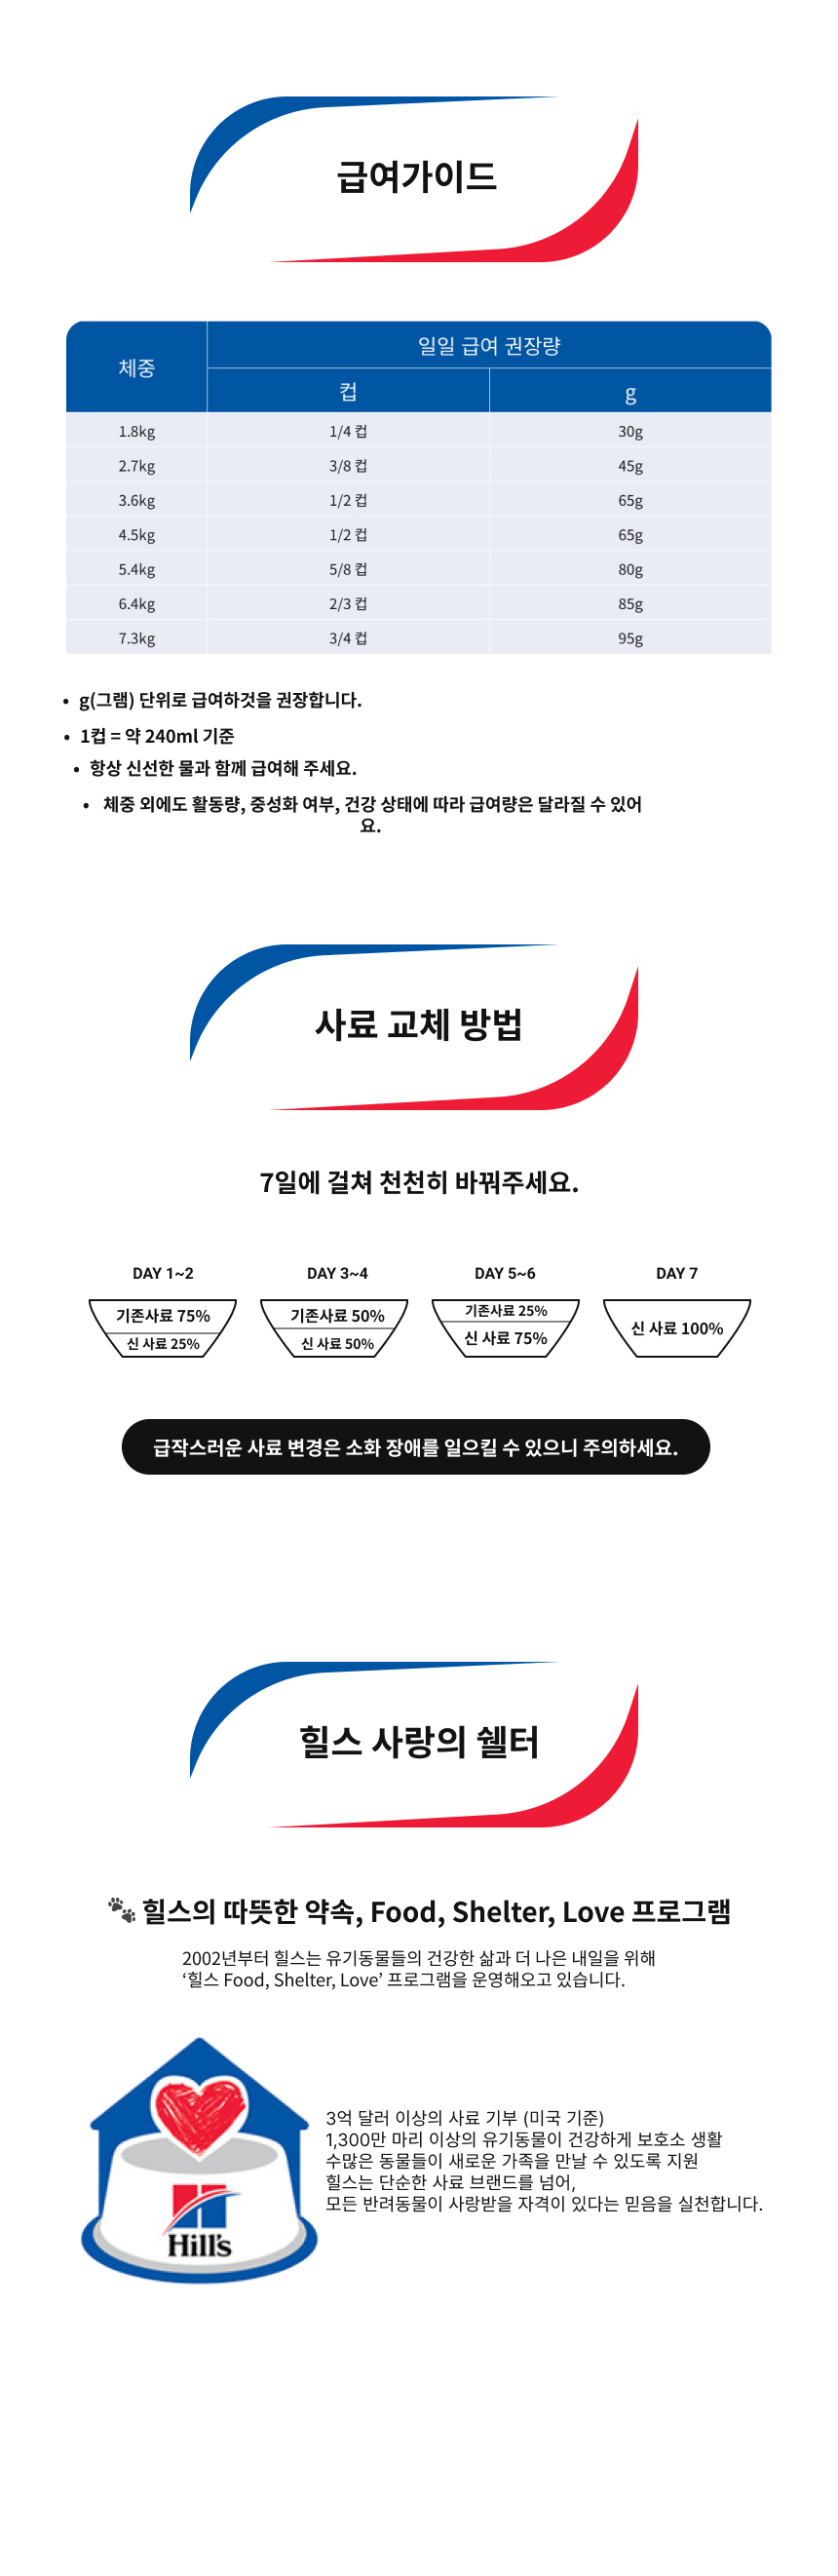 급여가이드
체중
일일 급여 권장량
컵
g
1.8kg 1/4 컵 30g
2.7kg 3/8 컵 45g
3.6kg 1/2 컵 65g
4.5kg 1/2 컵 65g
5.4kg 5/8 컵 80g
6.4kg 2/3 컵 85g
7.3kg 3/4 컵 95g
• g(그램) 단위로 급여하것을 권장합니다.
• 1컵 = 약 240ml 기준
• 항상 신선한 물과 함께 급여해 주세요.
• 체중 외에도 활동량, 중성화 여부, 건강 상태에 따라 급여량은 달라질 수 있어
요.
사료 교체 방법
7일에 걸쳐 천천히 바꿔주세요.
DAY 1~2 DAY 3~4 DAY 5~6 DAY 7
기존사료 75% 기존사료 50% 기존사료 25% 신 사료 100%
신 사료 25% 신 사료 50% 신 사료 75%
급작스러운 사료 변경은 소화 장애를 일으킬 수 있으니 주의하세요.
힐스 사랑의 쉘터
힐스의 따뜻한 약속, Food, Shelter, Love 프로그램
2002년부터 힐스는 유기동물들의 건강한 삶과 더 나은 내일을 위해
‘힐스 Food, Shelter, Love’ 프로그램을 운영해오고 있습니다.
3억 달러 이상의 사료 기부 (미국 기준)
1,300만 마리 이상의 유기동물이 건강하게 보호소 생활
수많은 동물들이 새로운 가족을 만날 수 있도록 지원
힐스는 단순한 사료 브랜드를 넘어,
모든 반려동물이 사랑받을 자격이 있다는 믿음을 실천합니다.
Hill's